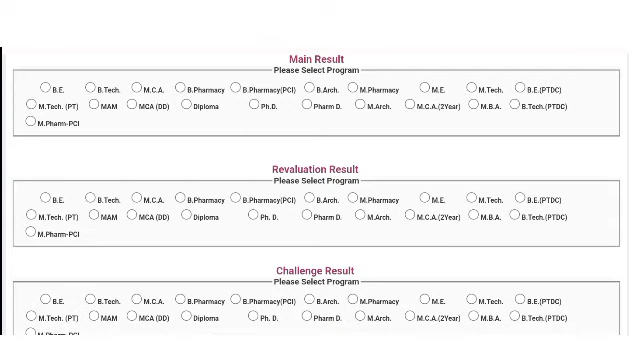 Main Result
Please Select Program
B.E. B.Tech. M.C.A. B.Pharmacy B.Pharmacy(PCI) B.Arch. M.Pharmacy M.E. M.Tech. B.E.(PTDC)
M.Tech. (PT) MAM MCA (DD) Diploma Ph.D. Pharm D. M.Arch. M.C.A.(2Year) M.B.A. B.Tech.(PTDC)
M.Pharm-PCI
Revaluation Result
Please Select Program
B.E. B.Tech. M.C.A. B.Pharmacy B.Pharmacy(PCI) B.Arch. M.Pharmacy M.E. M.Tech. B.E.(PTDC)
M.Tech. (PT) MAM MCA (DD) Diploma Ph. D. Pharm D. M.Arch. M.C.A.(2Year) M.B.A. B.Tech.(PTDC)
M.Pharm-PCI
Challenge Result
Please Select Program
B.E. B.Tech. M.C.A. B.Pharmacy B.Pharmacy(PCI) B.Arch. M.Pharmacy M.E. M.Tech. B.E.(PTDC)
M.Tech. (PT) MAM MCA (DD) Diploma Ph. D. Pharm D. M.Arch. M.C.A.(2Year) M.B.A. B.Tech.(PTDC)
M.Pharm-PCI